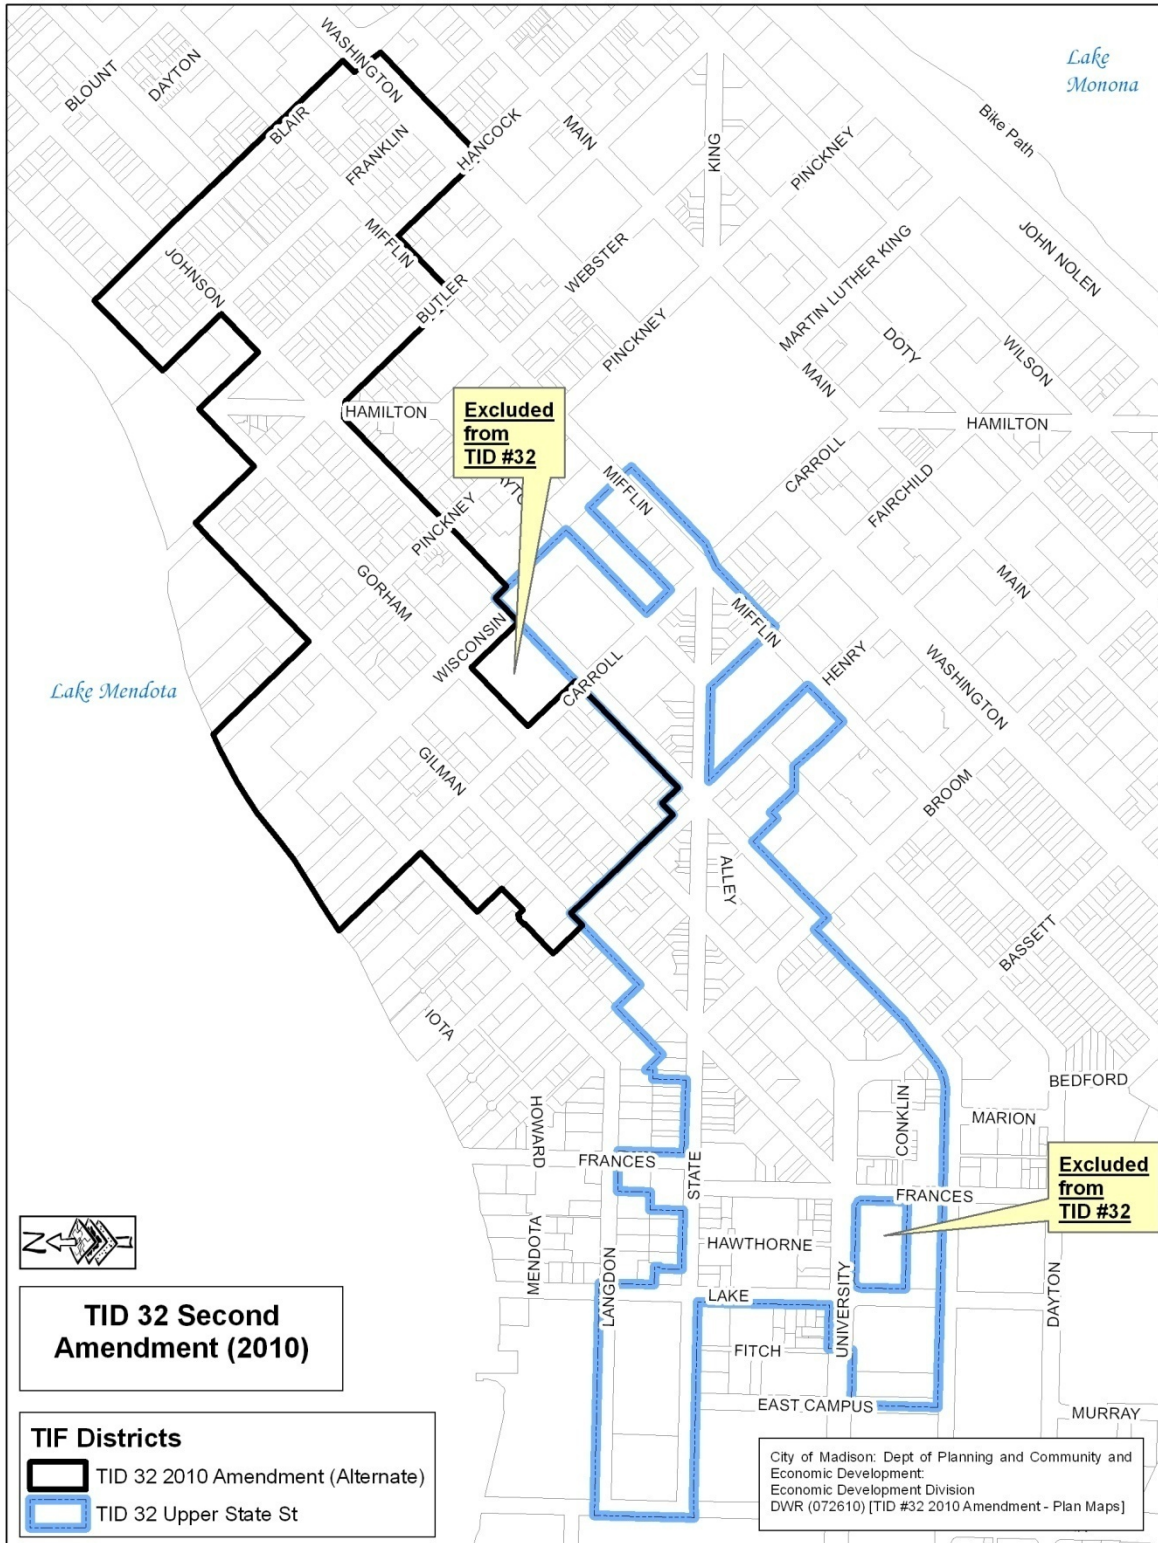 Lake
Monona
WASHINGTON
BLOUNT
DAYTON
BLAIR
FRANKLIN
HANCOCK
MAIN
KING
PINCKNEY
Bike Path
MIFFLIN
JOHNSON
BUTLER
WEBSTER
PINCKNEY
MARTIN LUTHER KING
JOHN NOLEN
DOTY
WILSON
MAIN
HAMILTON
HAMILTON
Excluded
from
TID #32
MIFFLIN
CARROLL
FAIRCHILD
PINCKNEY
MAIN
GORHAM
WISCONSIN
MIFFLIN
CARROLL
HENRY
WASHINGTON
Lake Mendota
GILMAN
BROOM
ALLEY
BASSETT
IOTA
BEDFORD
HOWARD
CONKLIN
MARION
FRANCES
STATE
FRANCES
Excluded
from
TID #32
MENDOTA
HAWTHORNE
LANGDON
LAKE
UNIVERSITY
DAYTON
FITCH
EAST CAMPUS
MURRAY
N
TID 32 Second
Amendment (2010)
TIF Districts
TID 32 2010 Amendment (Alternate)
TID 32 Upper State St
City of Madison: Dept of Planning and Community and
Economic Development:
Economic Development Division
DWR (072610) [TID #32 2010 Amendment - Plan Maps]